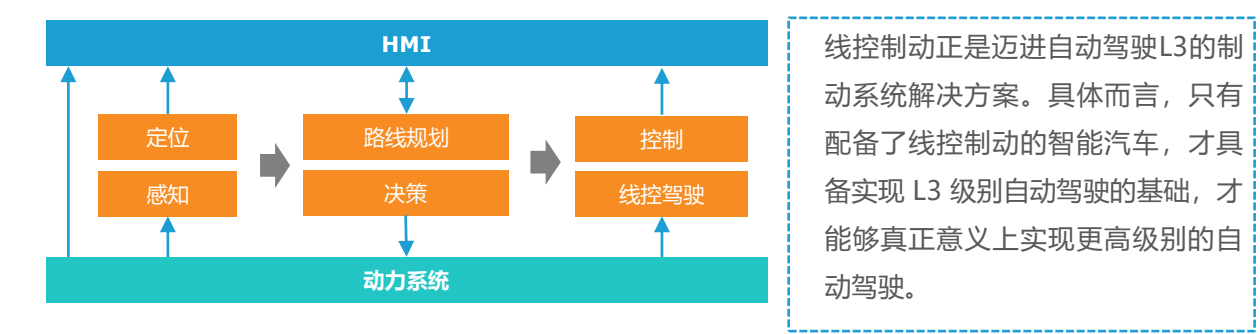 HMI
定位
路线规划
控制
感知
决策
线控驾驶
动力系统
线控制动正是迈进自动驾驶L3的制
动系统解决方案。具体而言，只有
配备了线控制动的智能汽车，才具
备实现 L3 级别自动驾驶的基础，才
能够真正意义上实现更高级别的自
动驾驶。